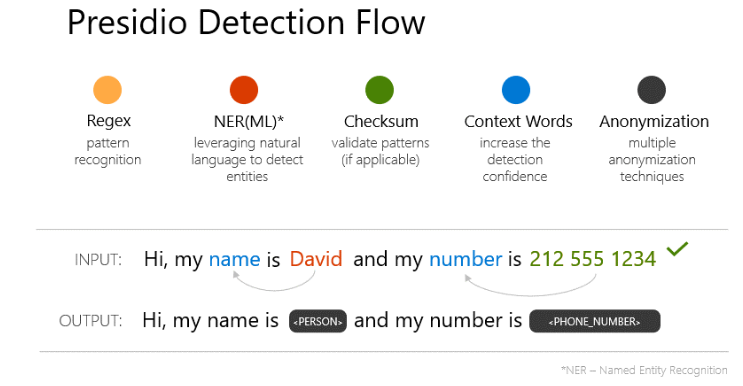 Presidio Detection Flow
Regex
pattern
recognition
NER(ML)*
leveraging natural
language to detect
entities
Checksum
validate patterns
(if applicable)
Context Words
increase the
detection
confidence
Anonymization
multiple
anonymization
techniques
INPUT: Hi, my name is David and my number is 212 555 1234
OUTPUT: Hi, my name is <PERSON> and my number is <PHONE_NUMBER>
*NER – Named Entity Recognition